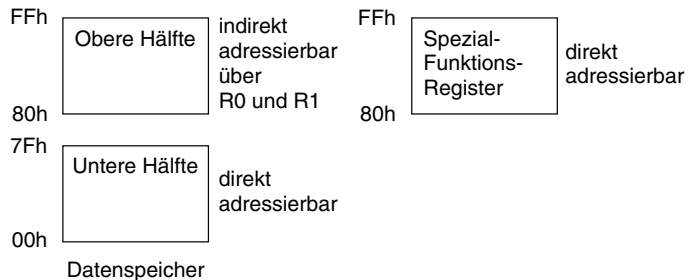 FFh
Obere Hälfte
indirekt
adressierbar
über
R0 und R1
80h
7Fh
Untere Hälfte
direkt
adressierbar
00h
Datenspeicher
FFh
Spezial-
Funktions-
Register
direkt
adressierbar
80h